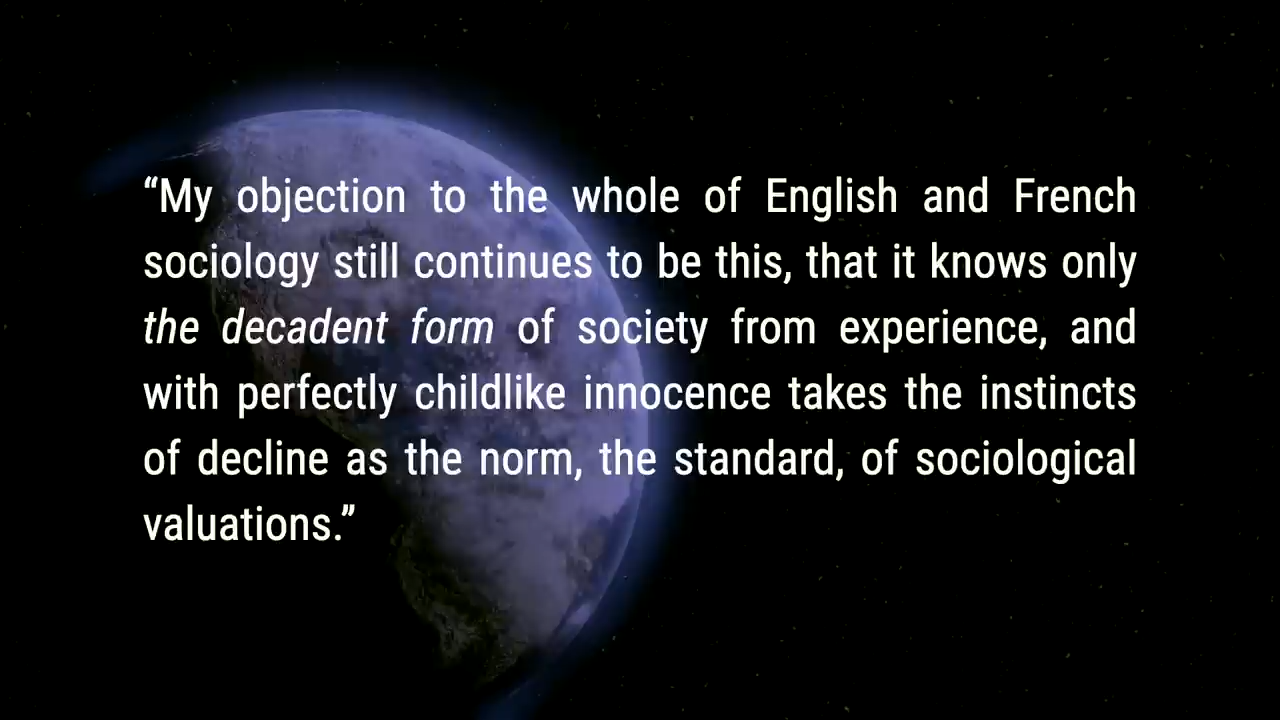 “My objection to the whole of English and French
sociology still continues to be this, that it knows only
the decadent form of society from experience, and
with perfectly childlike innocence takes the instincts
of decline as the norm, the standard, of sociological
valuations.”